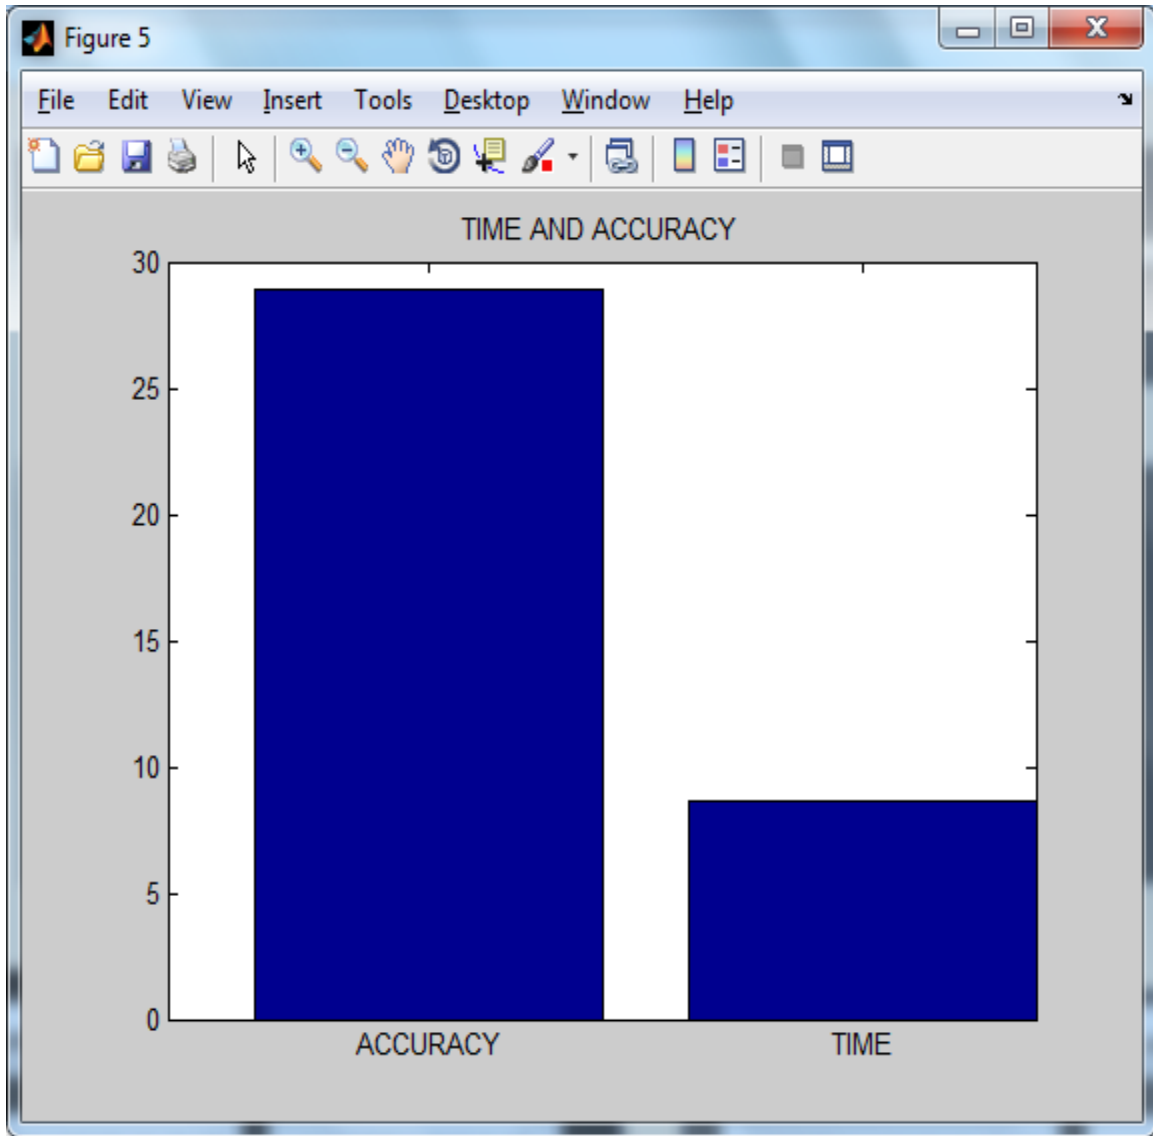 Figure 5
File Edit View Insert Tools Desktop Window Help
TIME AND ACCURACY
30
25
20
15
10
5
0
ACCURACY TIME